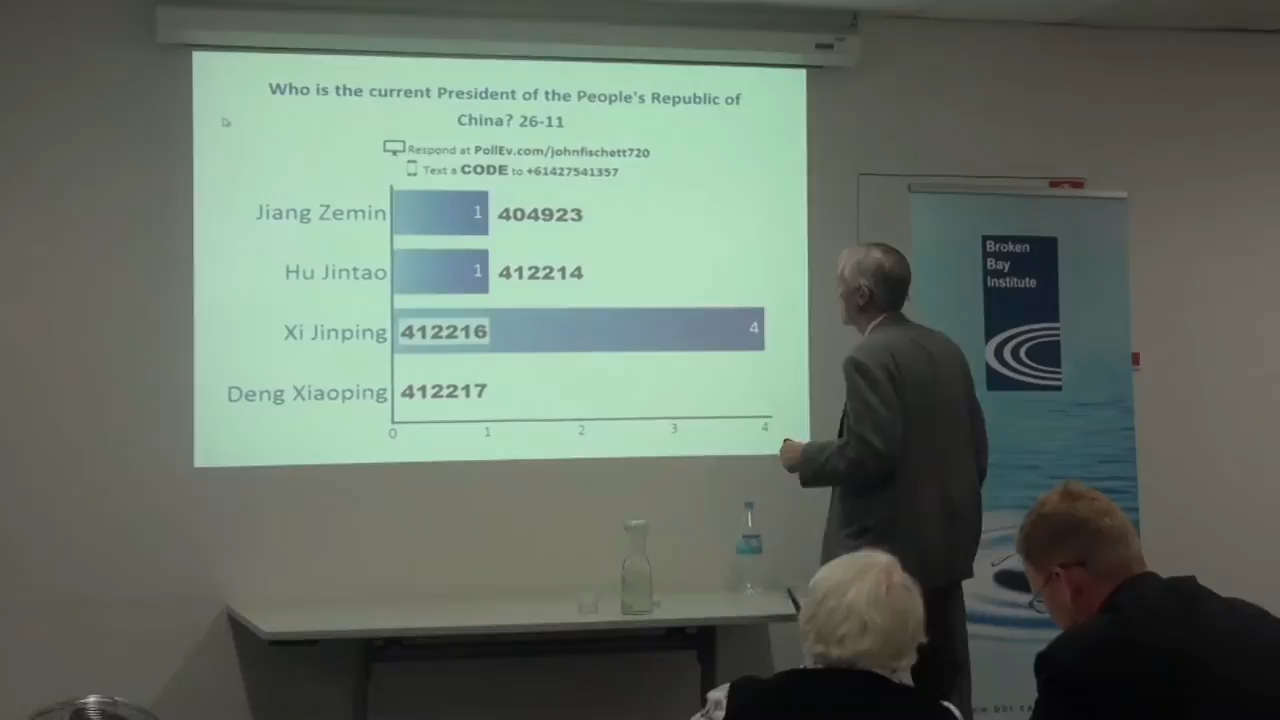 Who is the current President of the People's Republic of
China? 26-11
Respond at PollEv.com/johnfischett720
Text a CODE to +61427541357
Jiang Zemin 1 404923
Hu Jintao 1 412214
Xi Jinping 412216 4
Deng Xiaoping 412217
0 1 2 3 4
Broken
Bay
Institute